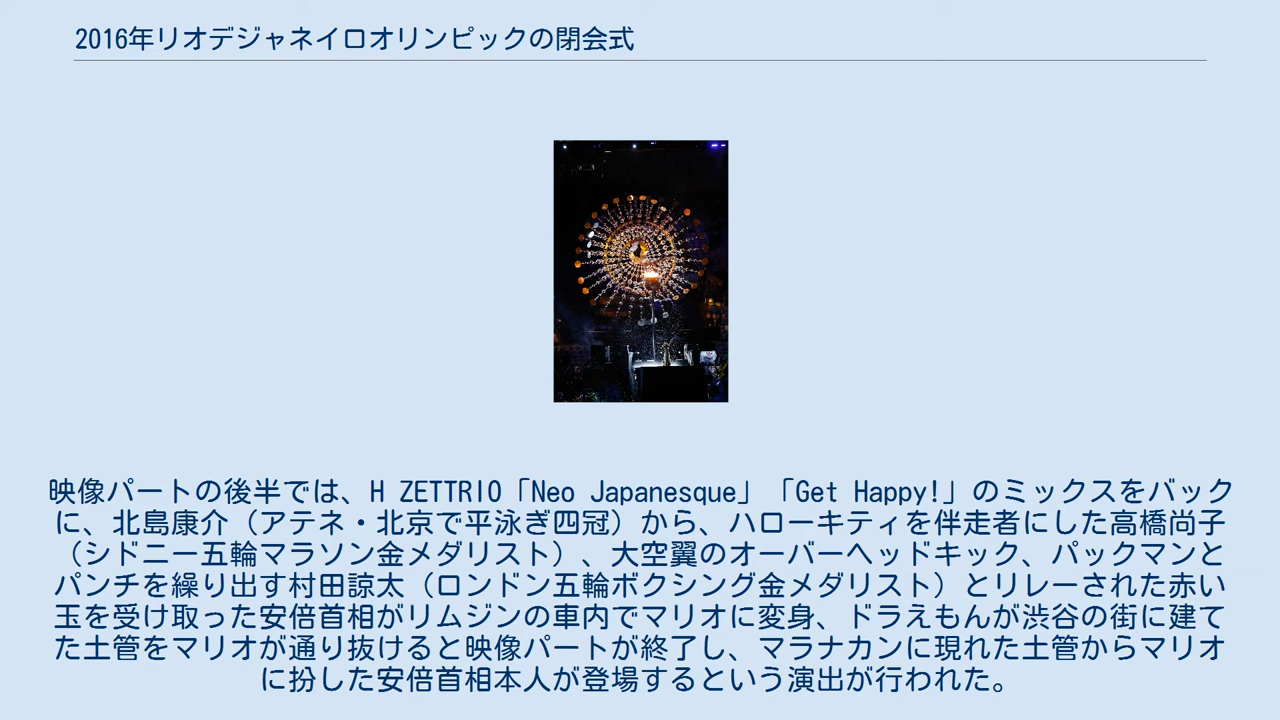 2016年リオデジャネイロオリンピックの閉会式
映像パートの後半では、H ZETTRIO「Neo Japanesque」「Get Happy!」のミックスをバック
に、北島康介（アテネ・北京で平泳ぎ四冠）から、ハローキティを伴走者にした高橋尚子
（シドニー五輪マラソン金メダリスト）、大空翼のオーバーヘッドキック、パックマンと
パンチを繰り出す村田諒太（ロンドン五輪ボクシング金メダリスト）とリレーされた赤い
玉を受け取った安倍首相がリムジンの車内でマリオに変身、ドラえもんが渋谷の街に建て
た土管をマリオが通り抜けると映像パートが終了し、マラナカンに現れた土管からマリオ
に扮した安倍首相本人が登場するという演出が行われた。